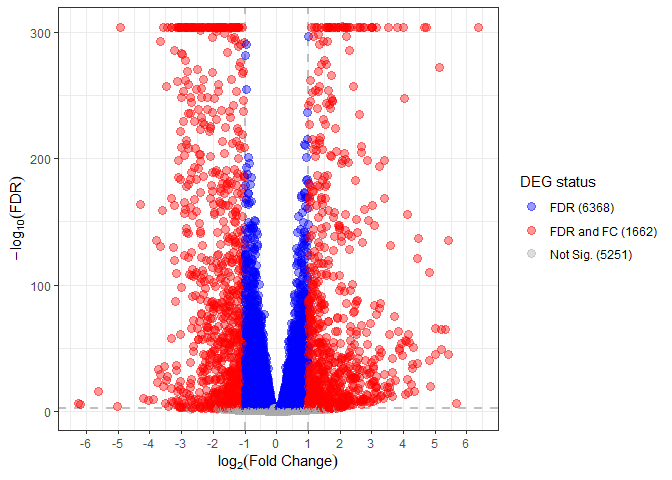 300
200
100
0
−log10(FDR)
-6 -5 -4 -3 -2 -1 0 1 2 3 4 5 6
log2(Fold Change)
DEG status
FDR (6368)
FDR and FC (1662)
Not Sig. (5251)